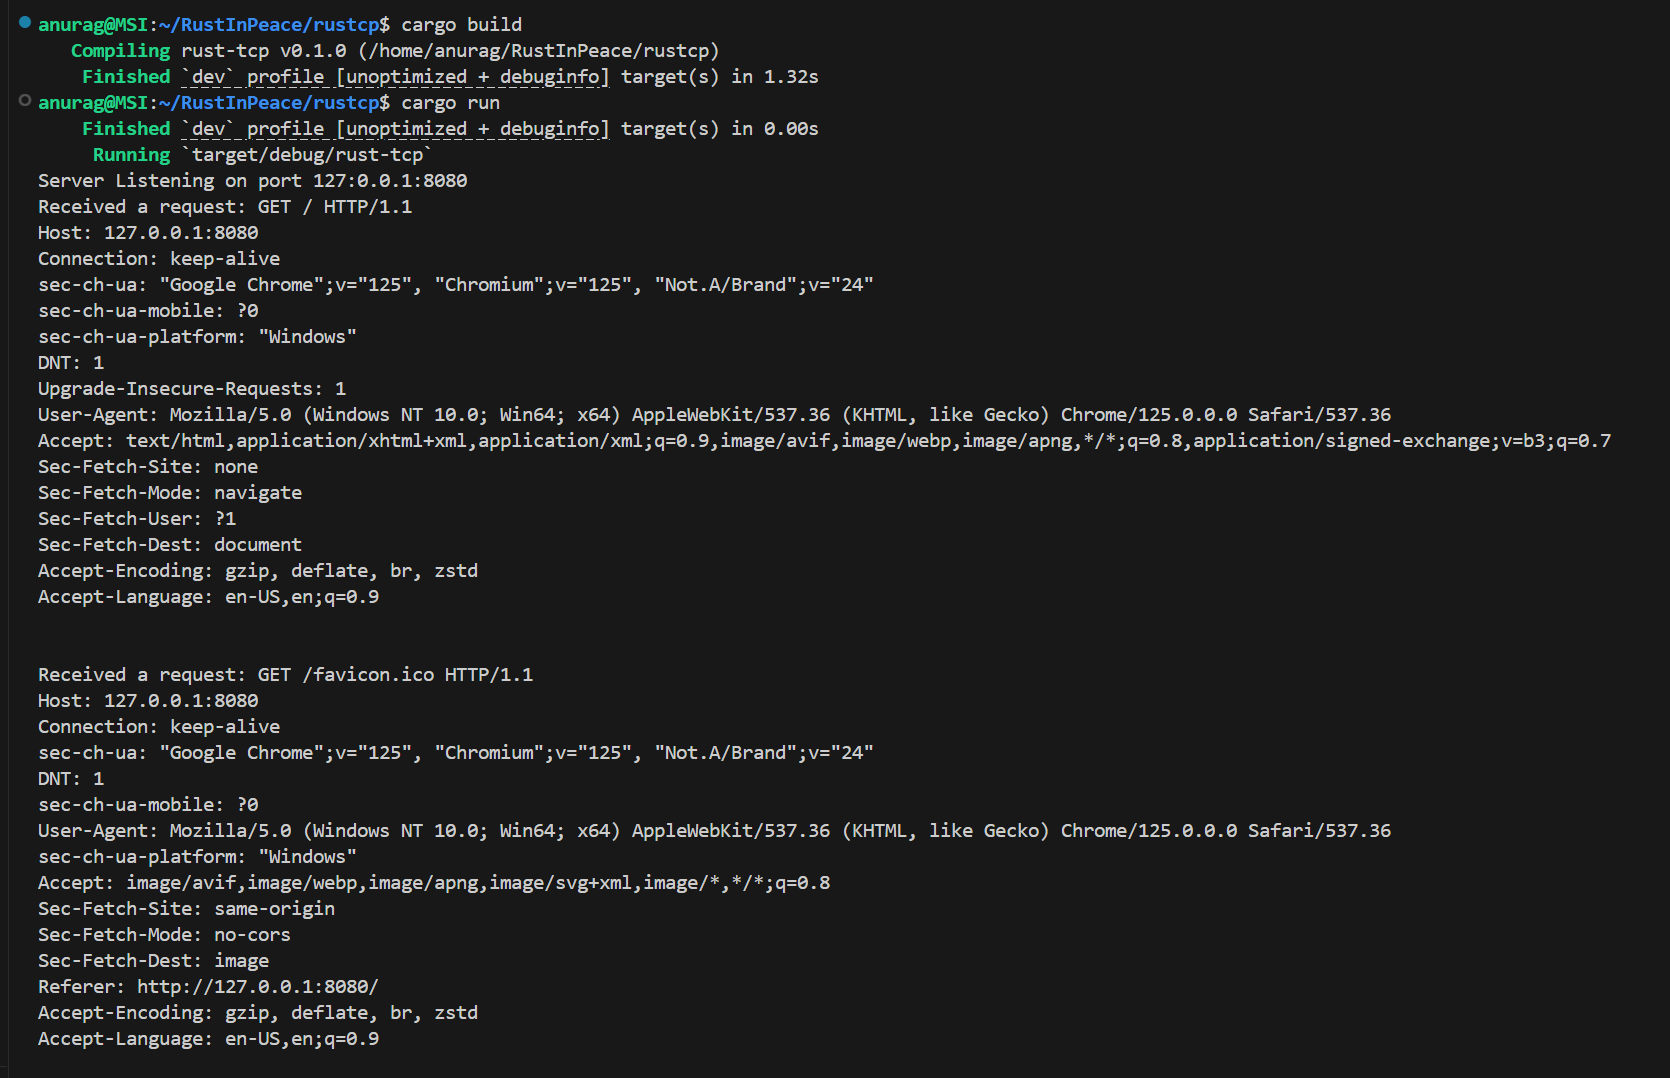 anurag@MSI:~/RustInPeace/rustcp$ cargo build
Compiling rust-tcp v0.1.0 (/home/anurag/RustInPeace/rustcp)
Finished `dev` profile [unoptimized + debuginfo] target(s) in 1.32s
anurag@MSI:~/RustInPeace/rustcp$ cargo run
Finished `dev` profile [unoptimized + debuginfo] target(s) in 0.00s
Running `target/debug/rust-tcp`
Server Listening on port 127:0.0.1:8080
Received a request: GET / HTTP/1.1
Host: 127.0.0.1:8080
Connection: keep-alive
sec-ch-ua: "Google Chrome";v="125", "Chromium";v="125", "Not.A/Brand";v="24"
sec-ch-ua-mobile: ?0
sec-ch-ua-platform: "Windows"
DNT: 1
Upgrade-Insecure-Requests: 1
User-Agent: Mozilla/5.0 (Windows NT 10.0; Win64; x64) AppleWebKit/537.36 (KHTML, like Gecko) Chrome/125.0.0.0 Safari/537.36
Accept: text/html,application/xhtml+xml,application/xml;q=0.9,image/avif,image/webp,image/apng,*/*;q=0.8,application/signed-exchange;v=b3;q=0.7
Sec-Fetch-Site: none
Sec-Fetch-Mode: navigate
Sec-Fetch-User: ?1
Sec-Fetch-Dest: document
Accept-Encoding: gzip, deflate, br, zstd
Accept-Language: en-US,en;q=0.9
Received a request: GET /favicon.ico HTTP/1.1
Host: 127.0.0.1:8080
Connection: keep-alive
sec-ch-ua: "Google Chrome";v="125", "Chromium";v="125", "Not.A/Brand";v="24"
DNT: 1
sec-ch-ua-mobile: ?0
User-Agent: Mozilla/5.0 (Windows NT 10.0; Win64; x64) AppleWebKit/537.36 (KHTML, like Gecko) Chrome/125.0.0.0 Safari/537.36
sec-ch-ua-platform: "Windows"
Accept: image/avif,image/webp,image/apng,image/svg+xml,image/*,*/*;q=0.8
Sec-Fetch-Site: same-origin
Sec-Fetch-Mode: no-cors
Sec-Fetch-Dest: image
Referer: http://127.0.0.1:8080/
Accept-Encoding: gzip, deflate, br, zstd
Accept-Language: en-US,en;q=0.9